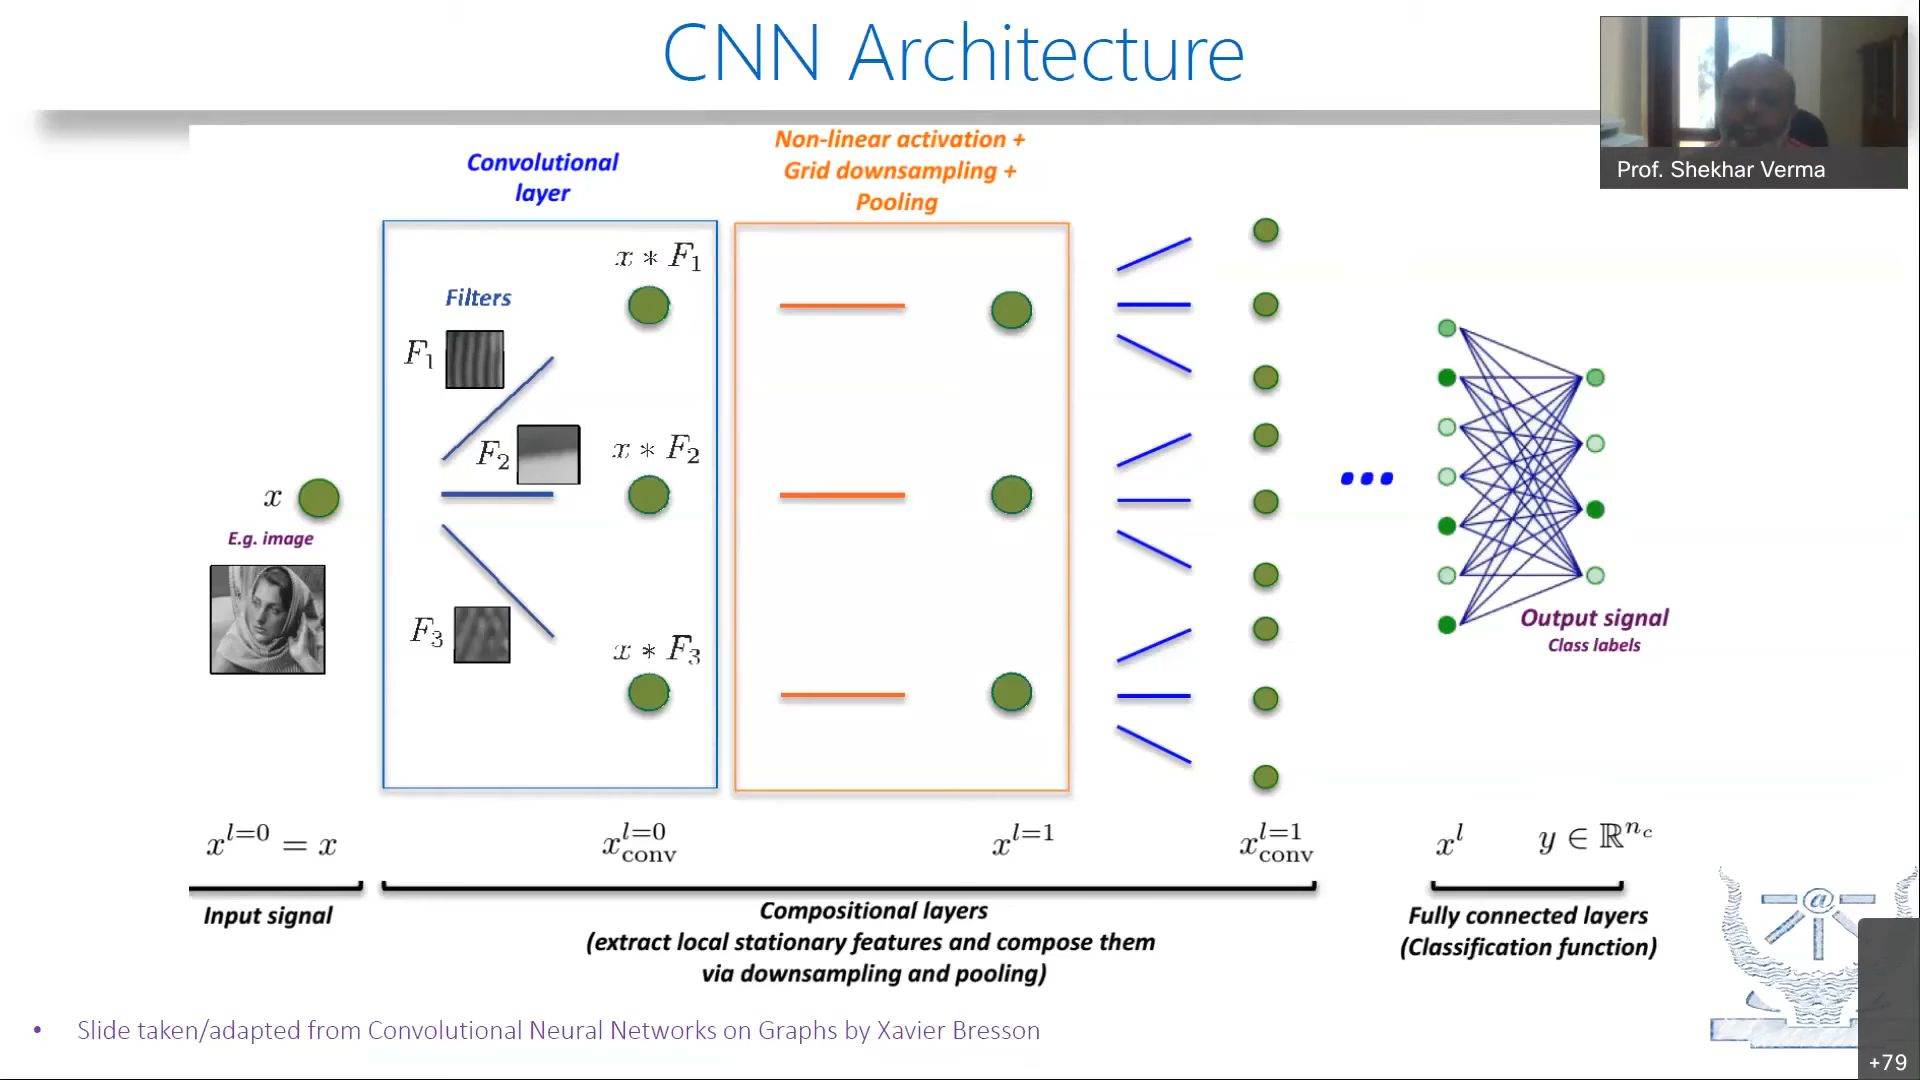 CNN Architecture
Prof. Shekhar Verma
Convolutional
layer
Non-linear activation +
Grid downsampling +
Pooling
Filters
F₁
F₂
F₃
x ∗ F₁
x ∗ F₂
x ∗ F₃
x
E.g. image
Output signal
Class labels
x^{l=0} = x
x_{conv}^{l=0}
x^{l=1}
x_{conv}^{l=1}
x^l
y ∈ ℝ^{n_c}
Input signal
Compositional layers
(extract local stationary features and compose them
via downsampling and pooling)
Fully connected layers
(Classification function)
@
• Slide taken/adapted from Convolutional Neural Networks on Graphs by Xavier Bresson
+79